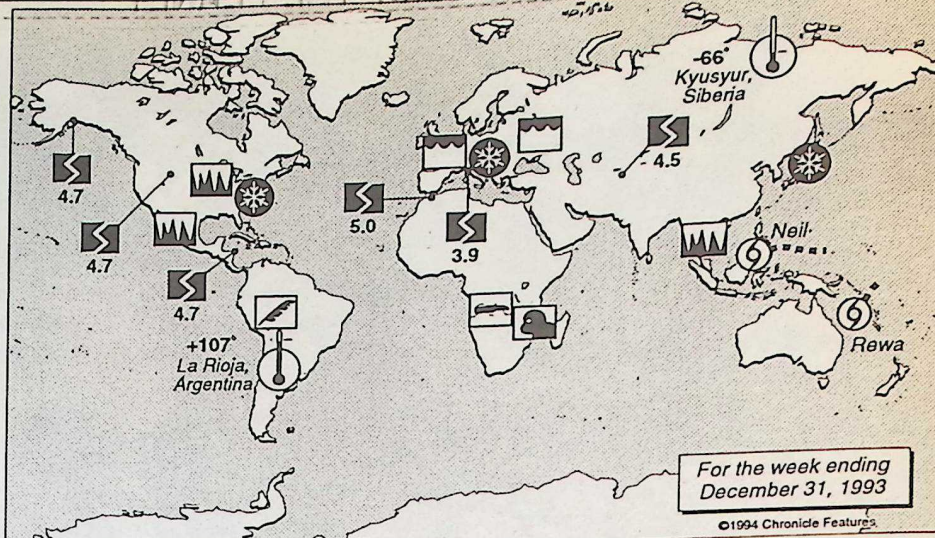 -66°
Kyusyur,
Siberia
4.7
4.5
5.0
4.7
3.9
Neil
4.7
+107°
La Rioja,
Argentina
Rewa
For the week ending
December 31, 1993
©1994 Chronicle Features